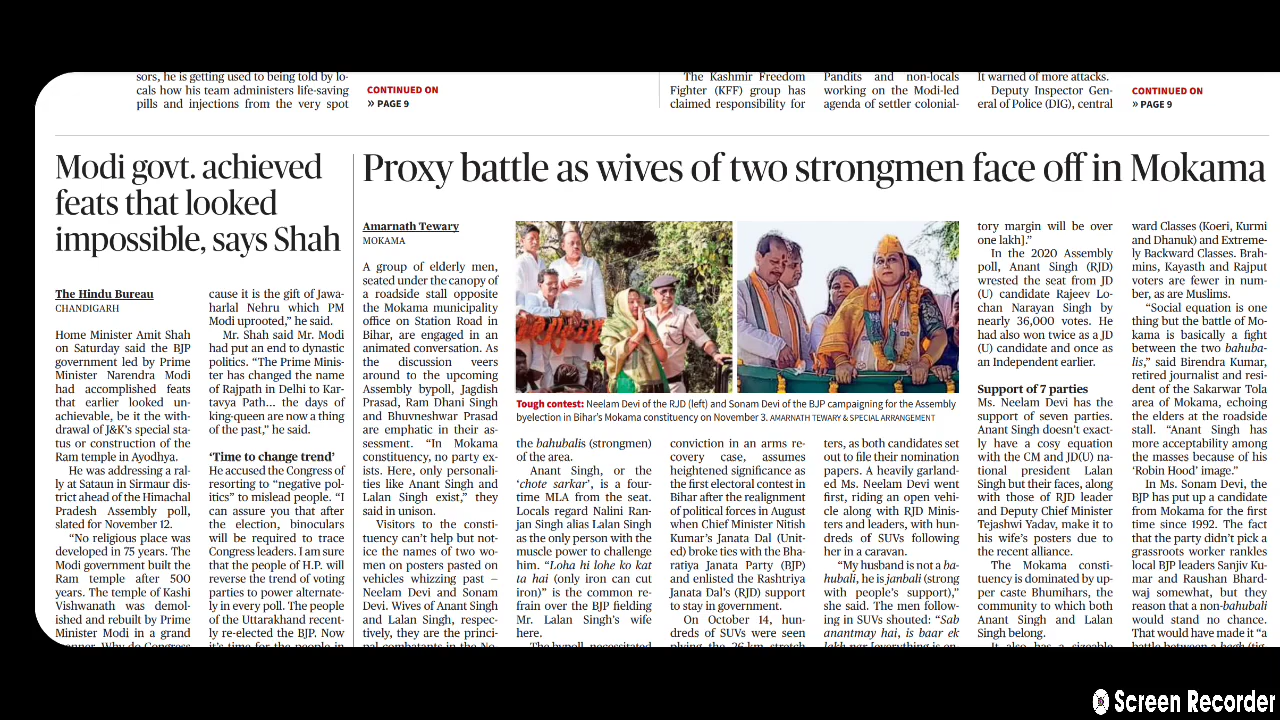 sors, he is getting used to being told by lo-
cals how his team administers life-saving
pills and injections from the very spot
CONTINUED ON
» PAGE 9
The Kashmir Freedom
Fighter (KFF) group has
claimed responsibility for
Pandits and non-locals
working on the Modi-led
agenda of settler colonial-
It warned of more attacks.
Deputy Inspector Gen-
eral of Police (DIG), central
CONTINUED ON
» PAGE 9
Modi govt. achieved
feats that looked
impossible, says Shah
The Hindu Bureau
CHANDIGARH
Home Minister Amit Shah
on Saturday said the BJP
government led by Prime
Minister Narendra Modi
had accomplished feats
that earlier looked un-
achievable, be it the with-
drawal of J&K's special sta-
tus or construction of the
Ram temple in Ayodhya.
He was addressing a ral-
ly at Sataun in Sirmaur dis-
trict ahead of the Himachal
Pradesh Assembly poll,
slated for November 12.
“No religious place was
developed in 75 years. The
Modi government built the
Ram temple after 500
years. The temple of Kashi
Vishwanath was demol-
ished and rebuilt by Prime
Minister Modi in a grand
manner. Why do Congress
cause it is the gift of Jawa-
harlal Nehru which PM
Modi uprooted,” he said.
Mr. Shah said Mr. Modi
had put an end to dynastic
politics. “The Prime Minis-
ter has changed the name
of Rajpath in Delhi to Kar-
tavya Path... the days of
king-queen are now a thing
of the past,” he said.
‘Time to change trend’
He accused the Congress of
resorting to “negative pol-
itics” to mislead people. “I
can assure you that after
the election, binoculars
will be required to trace
Congress leaders. I am sure
that the people of H.P. will
reverse the trend of voting
parties to power alternate-
ly in every poll. The people
of the Uttarakhand recent-
ly re-elected the BJP. Now
it's time for the people in
Proxy battle as wives of two strongmen face off in Mokama
Amarnath Tewary
MOKAMA
A group of elderly men,
seated under the canopy of
a roadside stall opposite
the Mokama municipality
office on Station Road in
Bihar, are engaged in an
animated conversation. As
the discussion veers
around to the upcoming
Assembly bypoll, Jagdish
Prasad, Ram Dhani Singh
and Bhuvneshwar Prasad
are emphatic in their as-
sessment. “In Mokama
constituency, no party ex-
ists. Here, only personali-
ties like Anant Singh and
Lalan Singh exist,” they
said in unison.
Visitors to the consti-
tuency can't help but not-
ice the names of two wo-
men on posters pasted on
vehicles whizzing past –
Neelam Devi and Sonam
Devi. Wives of Anant Singh
and Lalan Singh, respec-
tively, they are the princi-
pal combatants in the No-
Tough contest: Neelam Devi of the RJD (left) and Sonam Devi of the BJP campaigning for the Assembly
byelection in Bihar's Mokama constituency on November 3. AMARNATH TEWARY & SPECIAL ARRANGEMENT
the bahubalis (strongmen)
of the area.
Anant Singh, or the
‘chote sarkar’, is a four-
time MLA from the seat.
Locals regard Nalini Ran-
jan Singh alias Lalan Singh
as the only person with the
muscle power to challenge
him. “Loha hi lohe ko kat
ta hai (only iron can cut
iron)” is the common re-
frain over the BJP fielding
Mr. Lalan Singh's wife
here.
The bypoll, necessitated
conviction in an arms re-
covery case, assumes
heightened significance as
the first electoral contest in
Bihar after the realignment
of political forces in August
when Chief Minister Nitish
Kumar's Janata Dal (Unit-
ed) broke ties with the Bha-
ratiya Janata Party (BJP)
and enlisted the Rashtriya
Janata Dal's (RJD) support
to stay in government.
On October 14, hun-
dreds of SUVs were seen
plying the 26-km stretch
ters, as both candidates set
out to file their nomination
papers. A heavily garland-
ed Ms. Neelam Devi went
first, riding an open vehi-
cle along with RJD Minis-
ters and leaders, with hun-
dreds of SUVs following
her in a caravan.
“My husband is not a ba-
hubali, he is janbali (strong
with people's support),”
she said. The men follow-
ing in SUVs shouted: “Sab
anantmay hai, is baar ek
lakh par [everything is on-
tory margin will be over
one lakh].”
In the 2020 Assembly
poll, Anant Singh (RJD)
wrested the seat from JD
(U) candidate Rajeev Lo-
chan Narayan Singh by
nearly 36,000 votes. He
had also won twice as a JD
(U) candidate and once as
an Independent earlier.
Support of 7 parties
Ms. Neelam Devi has the
support of seven parties.
Anant Singh doesn't exact-
ly have a cosy equation
with the CM and JD(U) na-
tional president Lalan
Singh but their faces, along
with those of RJD leader
and Deputy Chief Minister
Tejashwi Yadav, make it to
his wife's posters due to
the recent alliance.
The Mokama consti-
tuency is dominated by up-
per caste Bhumihars, the
community to which both
Anant Singh and Lalan
Singh belong.
It also has a sizeable
ward Classes (Koeri, Kurmi
and Dhanuk) and Extreme-
ly Backward Classes. Brah-
mins, Kayasth and Rajput
voters are fewer in num-
ber, as are Muslims.
“Social equation is one
thing but the battle of Mo-
kama is basically a fight
between the two bahuba-
lis,” said Birendra Kumar,
retired journalist and resi-
dent of the Sakarwar Tola
area of Mokama, echoing
the elders at the roadside
stall. “Anant Singh has
more acceptability among
the masses because of his
‘Robin Hood’ image.”
In Ms. Sonam Devi, the
BJP has put up a candidate
from Mokama for the first
time since 1992. The fact
that the party didn't pick a
grassroots worker rankles
local BJP leaders Sanjiv Ku-
mar and Raushan Bhard-
waj somewhat, but they
reason that a non-bahubali
would stand no chance.
That would have made it “a
battle between a bagh (tig-
Screen Recorder